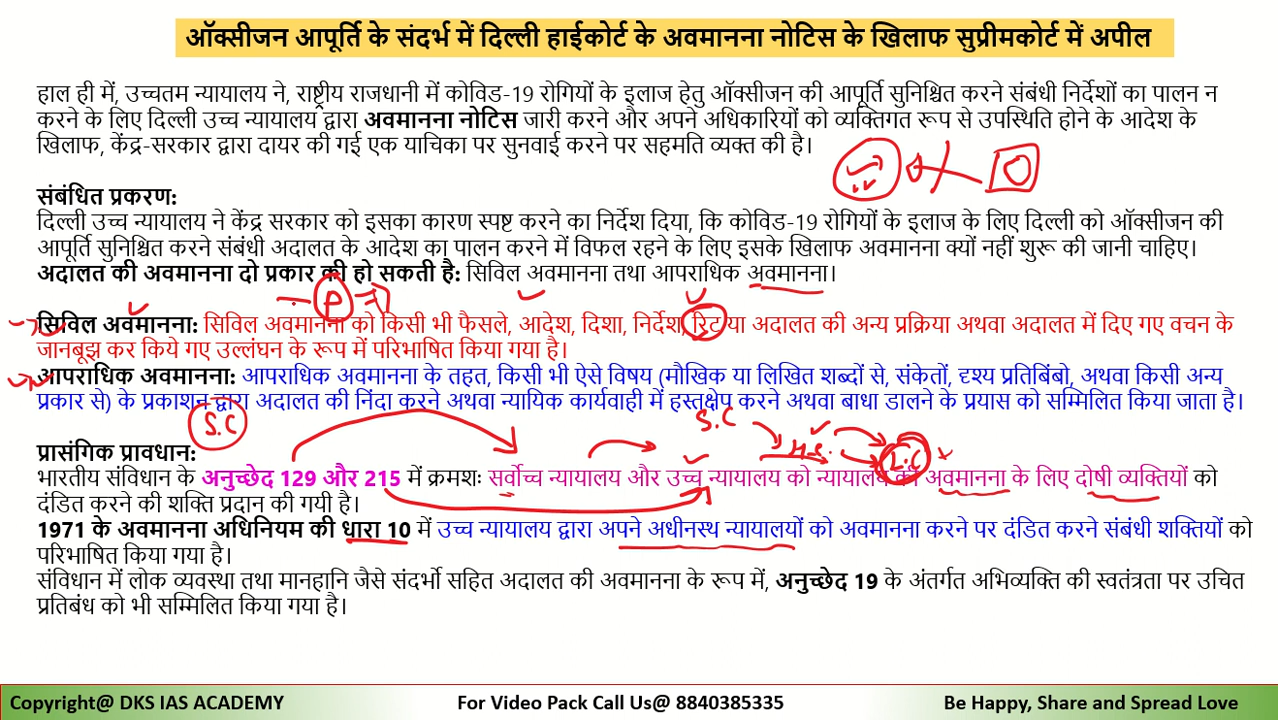 ऑक्सीजन आपूर्ति के संदर्भ में दिल्ली हाईकोर्ट के अवमानना नोटिस के खिलाफ सुप्रीमकोर्ट में अपील
हाल ही में, उच्चतम न्यायालय ने, राष्ट्रीय राजधानी में कोविड-19 रोगियों के इलाज हेतु ऑक्सीजन की आपूर्ति सुनिश्चित करने संबंधी निर्देशों का पालन न
करने के लिए दिल्ली उच्च न्यायालय द्वारा अवमानना नोटिस जारी करने और अपने अधिकारियों को व्यक्तिगत रूप से उपस्थिति होने के आदेश के
खिलाफ, केंद्र-सरकार द्वारा दायर की गई एक याचिका पर सुनवाई करने पर सहमति व्यक्त की है।
संबंधित प्रकरण:
दिल्ली उच्च न्यायालय ने केंद्र सरकार को इसका कारण स्पष्ट करने का निर्देश दिया, कि कोविड-19 रोगियों के इलाज के लिए दिल्ली को ऑक्सीजन की
आपूर्ति सुनिश्चित करने संबंधी अदालत के आदेश का पालन करने में विफल रहने के लिए इसके खिलाफ अवमानना क्यों नहीं शुरू की जानी चाहिए।
अदालत की अवमानना दो प्रकार की हो सकती है: सिविल अवमानना तथा आपराधिक अवमानना।
P
सिविल अवमानना: सिविल अवमानना को किसी भी फैसले, आदेश, दिशा, निर्देश, रिट या अदालत की अन्य प्रक्रिया अथवा अदालत में दिए गए वचन के
जानबूझ कर किये गए उल्लंघन के रूप में परिभाषित किया गया है।
आपराधिक अवमानना: आपराधिक अवमानना के तहत, किसी भी ऐसे विषय (मौखिक या लिखित शब्दों से, संकेतों, दृश्य प्रतिबिंबो, अथवा किसी अन्य
प्रकार से) के प्रकाशन द्वारा अदालत की निंदा करने अथवा न्यायिक कार्यवाही में हस्तक्षेप करने अथवा बाधा डालने के प्रयास को सम्मिलित किया जाता है।
S.C S.C
प्रासंगिक प्रावधान: H.C. L.C
भारतीय संविधान के अनुच्छेद 129 और 215 में क्रमशः सर्वोच्च न्यायालय और उच्च न्यायालय को न्यायालय की अवमानना के लिए दोषी व्यक्तियों को
दंडित करने की शक्ति प्रदान की गयी है।
1971 के अवमानना अधिनियम की धारा 10 में उच्च न्यायालय द्वारा अपने अधीनस्थ न्यायालयों को अवमानना करने पर दंडित करने संबंधी शक्तियों को
परिभाषित किया गया है।
संविधान में लोक व्यवस्था तथा मानहानि जैसे संदर्भो सहित अदालत की अवमानना के रूप में, अनुच्छेद 19 के अंतर्गत अभिव्यक्ति की स्वतंत्रता पर उचित
प्रतिबंध को भी सम्मिलित किया गया है।
Copyright@ DKS IAS ACADEMY For Video Pack Call Us@ 8840385335 Be Happy, Share and Spread Love